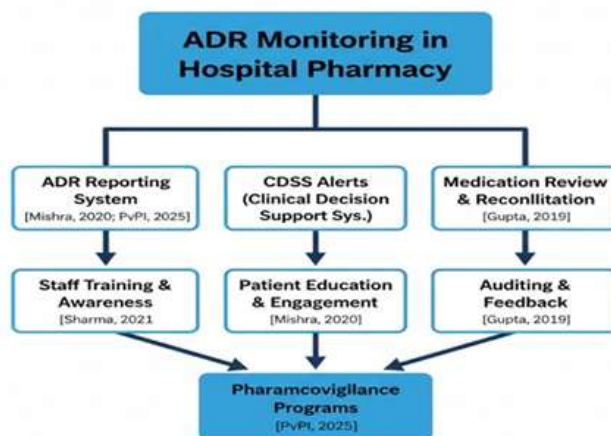 ADR Monitoring in
Hospital Pharmacy
ADR Reporting
System
[Mishra, 2020; PvPI, 2025]
CDSS Alerts
(Clinical Decision
Support Sys.)
Medication Review
& Reconllitation
[Gupta, 2019]
Staff Training &
Awareness
[Sharma, 2021
Patient Education
& Engagement
[Mishra, 2020]
Auditing &
Feedback
[Gupta, 2019]
Pharamcovigllance
Programs
[PvPI, 2025]